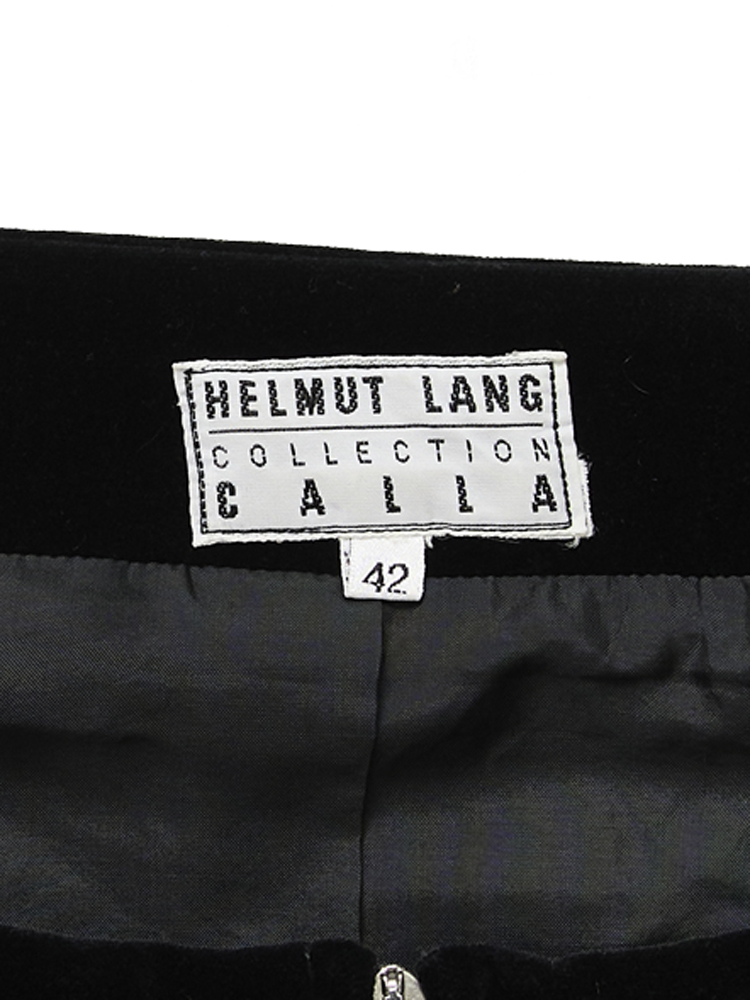 HELMUT LANG
COLLECTION
CALLA
42